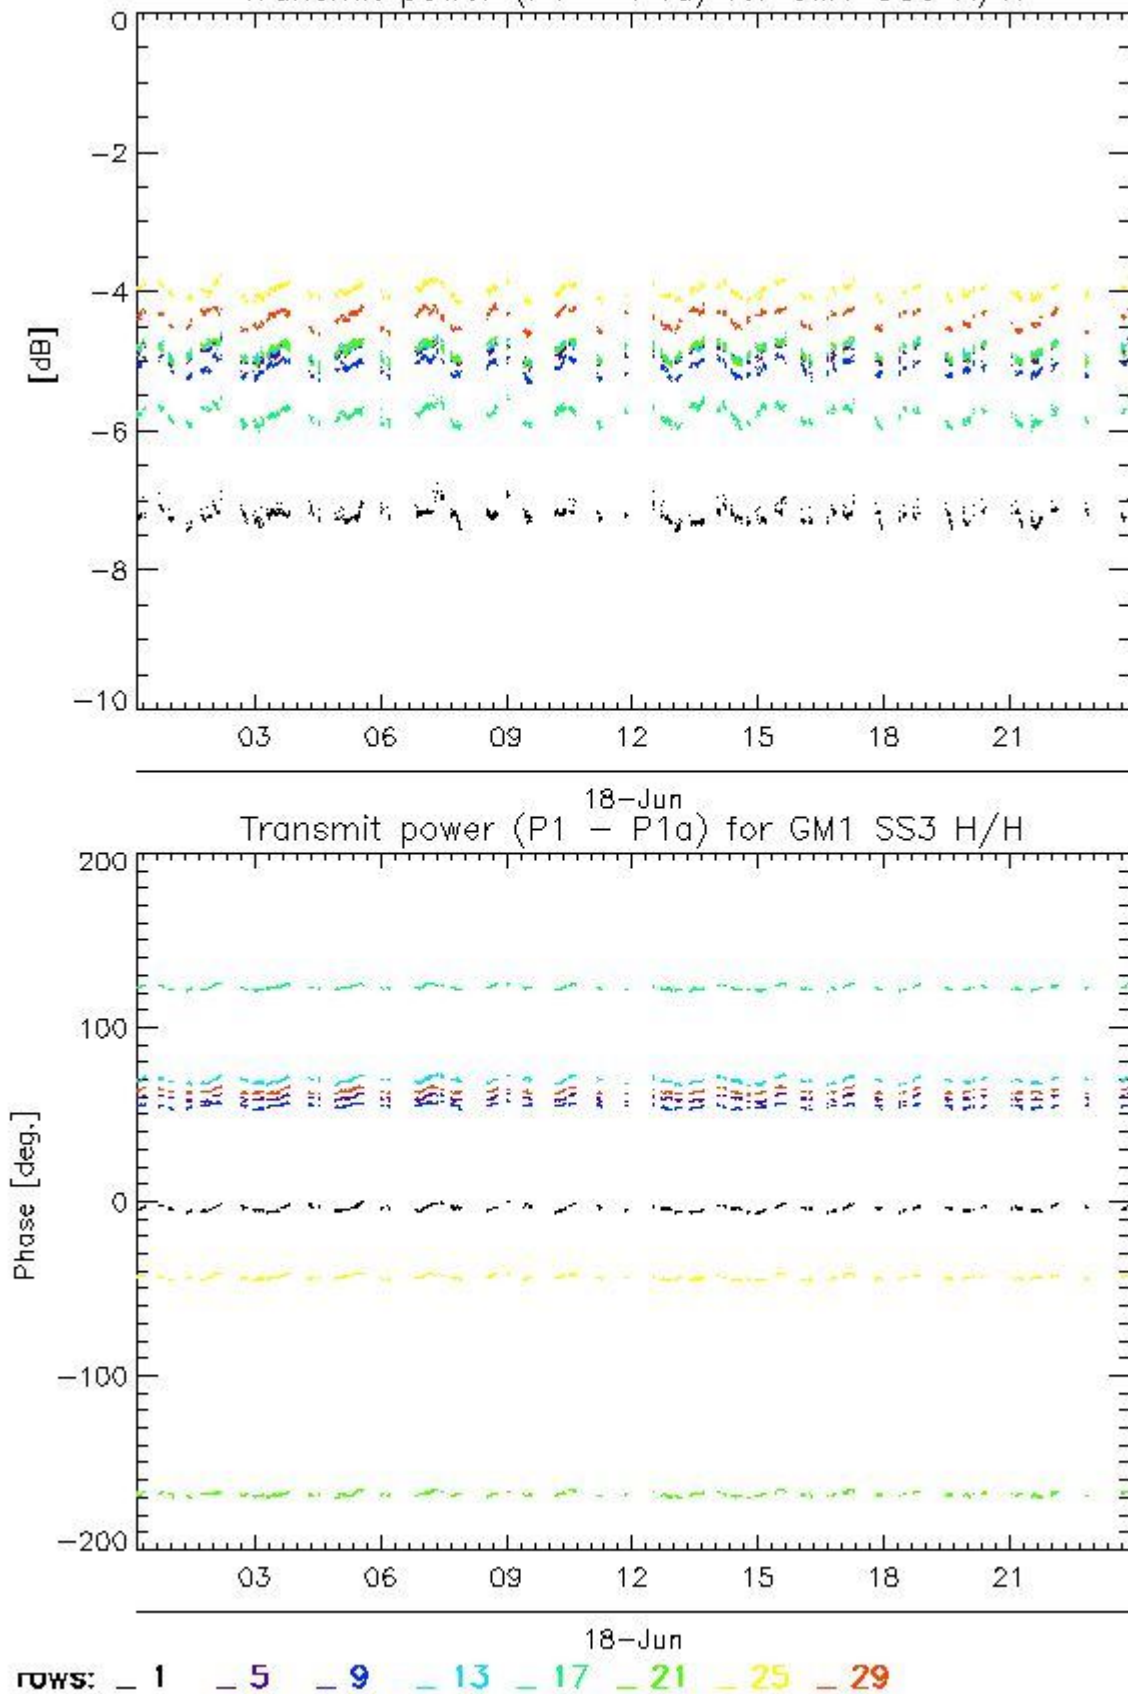 0
-2
-4
[dB]
-6
-8
-10
03 06 09 12 15 18 21
18-Jun
Transmit power (P1 - P1a) for GM1 SS3 H/H
200
100
0
Phase [deg.]
-100
-200
03 06 09 12 15 18 21
18-Jun
rows: _ 1 _ 5 _ 9 _ 13 _ 17 _ 21 _ 25 _ 29